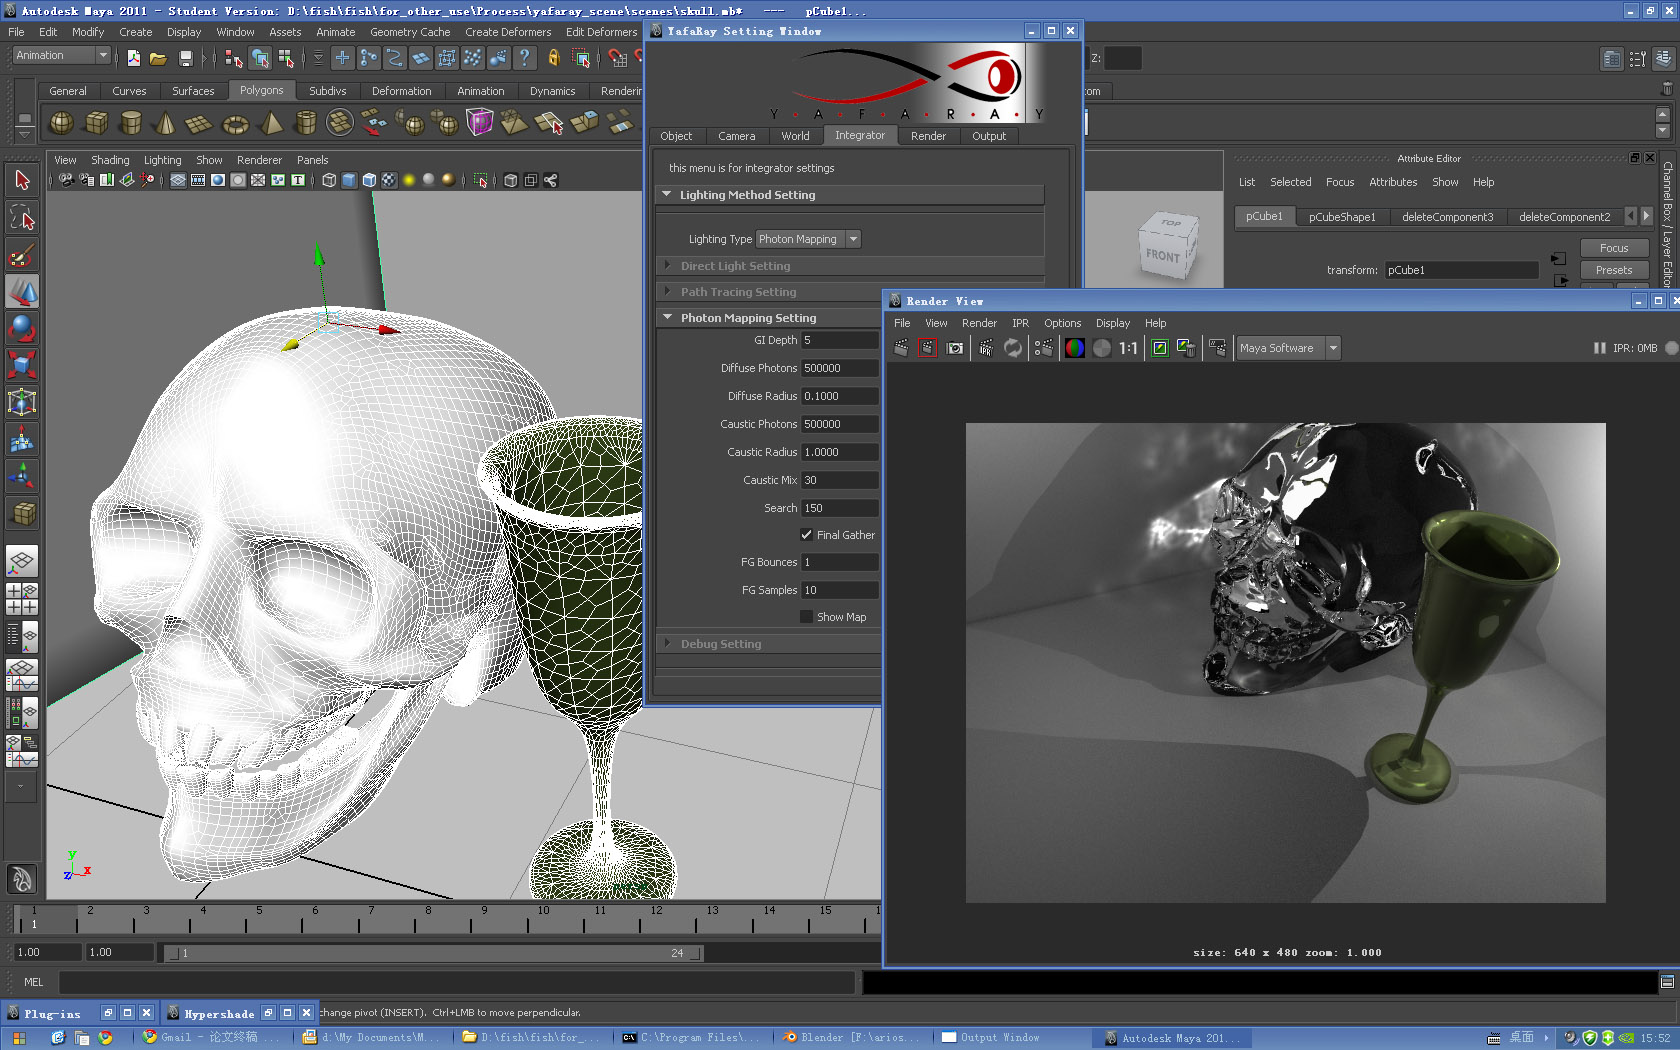 Autodesk Maya 2011 - Student Version: D:\fish\fish\for_other_use\Process\yafaray_scene\scenes\skull.mb* --- pCube1...
File Edit Modify Create Display Window Assets Animate Geometry Cache Create Deformers Edit Deformers
Animation
Z:
General Curves Surfaces Polygons Subdivs Deformation Animation Dynamics Renderin
om
View Shading Lighting Show Renderer Panels
YafaRay Setting Window
YAFARAY
Object Camera World Integrator Render Output
this menu is for integrator settings
Lighting Method Setting
Lighting Type Photon Mapping
Direct Light Setting
Path Tracing Setting
Photon Mapping Setting
GI Depth 5
Diffuse Photons 500000
Diffuse Radius 0.1000
Caustic Photons 500000
Caustic Radius 1.0000
Caustic Mix 30
Search 150
Final Gather
FG Bounces 1
FG Samples 10
Show Map
Debug Setting
TOP
FRONT
Attribute Editor
List Selected Focus Attributes Show Help
pCube1 pCubeShape1 deleteComponent3 deleteComponent2
Focus
transform: pCube1
Presets
Channel Box / Layer Editor
Render View
File View Render IPR Options Display Help
IPR
1:1
Maya Software
IPR: 0MB
size: 640 x 480 zoom: 1.000
y
z x
1 2 3 4 5 6 7 8 9 10 11 12 13 14 15 1
1
1.00 1.00 1 24
MEL
Plug-ins
Hypershade
change pivot (INSERT). Ctrl+LMB to move perpendicular.
Gmail - 论文终稿 ...
d:\My Documents\M...
D:\fish\fish\for_...
C:\Program Files\...
Blender [F:\arios...
Output Window
Autodesk Maya 201...
桌面
15:52